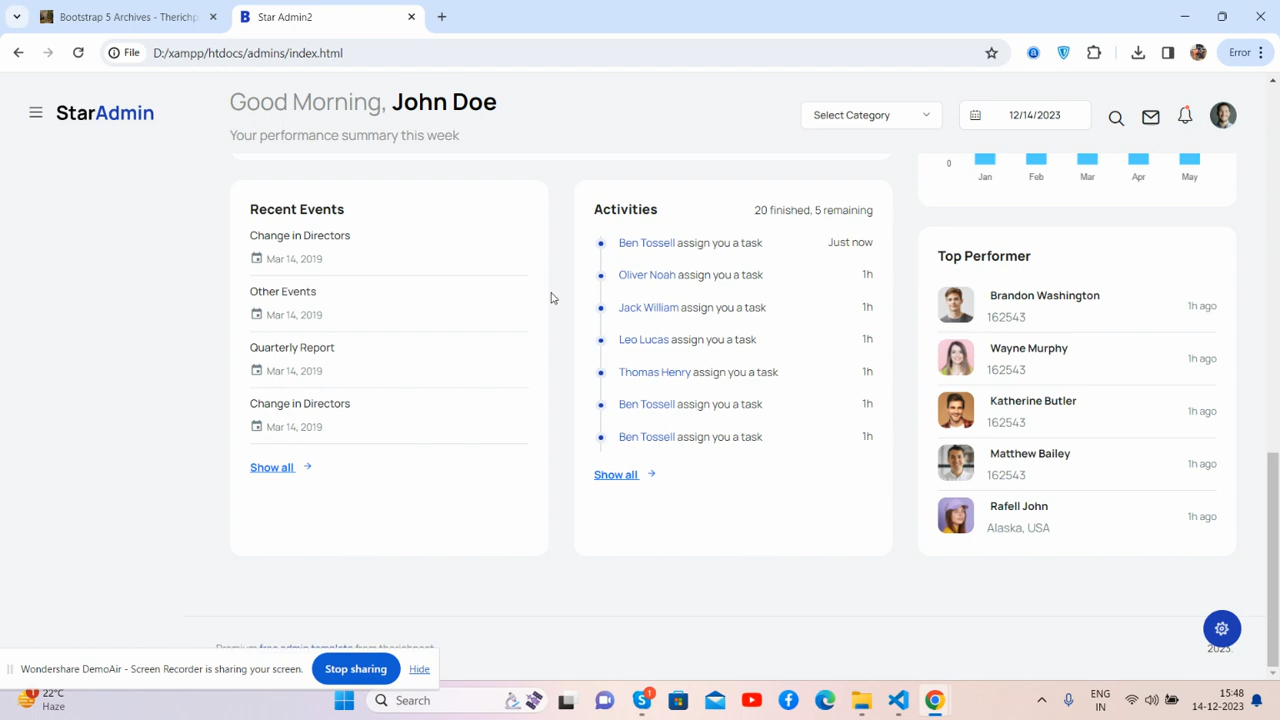 Bootstrap 5 Archives - Therichp
Star Admin2
File
D:/xampp/htdocs/admins/index.html
Error
StarAdmin
Good Morning, John Doe
Your performance summary this week
Select Category
12/14/2023
0
Jan
Feb
Mar
Apr
May
Recent Events
Change in Directors
Mar 14, 2019
Other Events
Mar 14, 2019
Quarterly Report
Mar 14, 2019
Change in Directors
Mar 14, 2019
Show all
Activities
20 finished, 5 remaining
Ben Tossell assign you a task
Just now
Oliver Noah assign you a task
1h
Jack William assign you a task
1h
Leo Lucas assign you a task
1h
Thomas Henry assign you a task
1h
Ben Tossell assign you a task
1h
Ben Tossell assign you a task
1h
Show all
Top Performer
Brandon Washington
162543
1h ago
Wayne Murphy
162543
1h ago
Katherine Butler
162543
1h ago
Matthew Bailey
162543
1h ago
Rafell John
Alaska, USA
1h ago
Premium free admin template from therichpost
2023.
Wondershare DemoAir - Screen Recorder is sharing your screen.
Stop sharing
Hide
1
22°C
Haze
Search
1
ENG
IN
15:48
14-12-2023